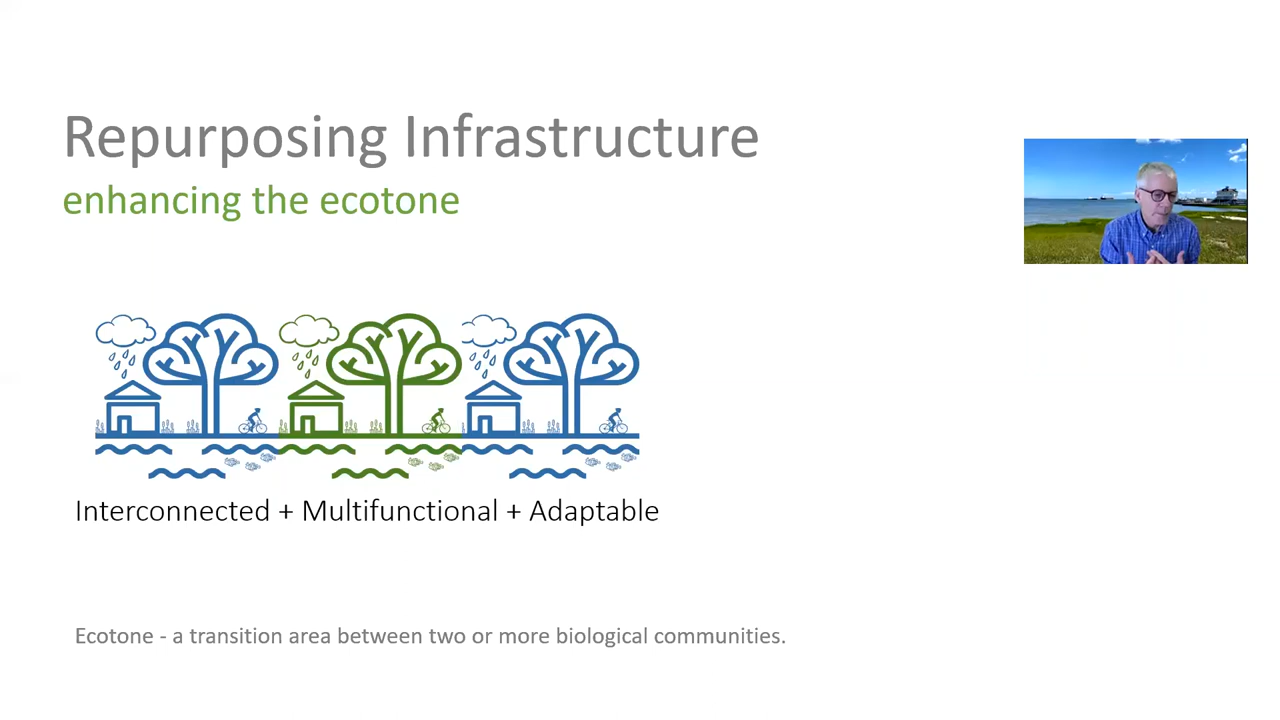 Repurposing Infrastructure
enhancing the ecotone
Interconnected + Multifunctional + Adaptable
Ecotone - a transition area between two or more biological communities.